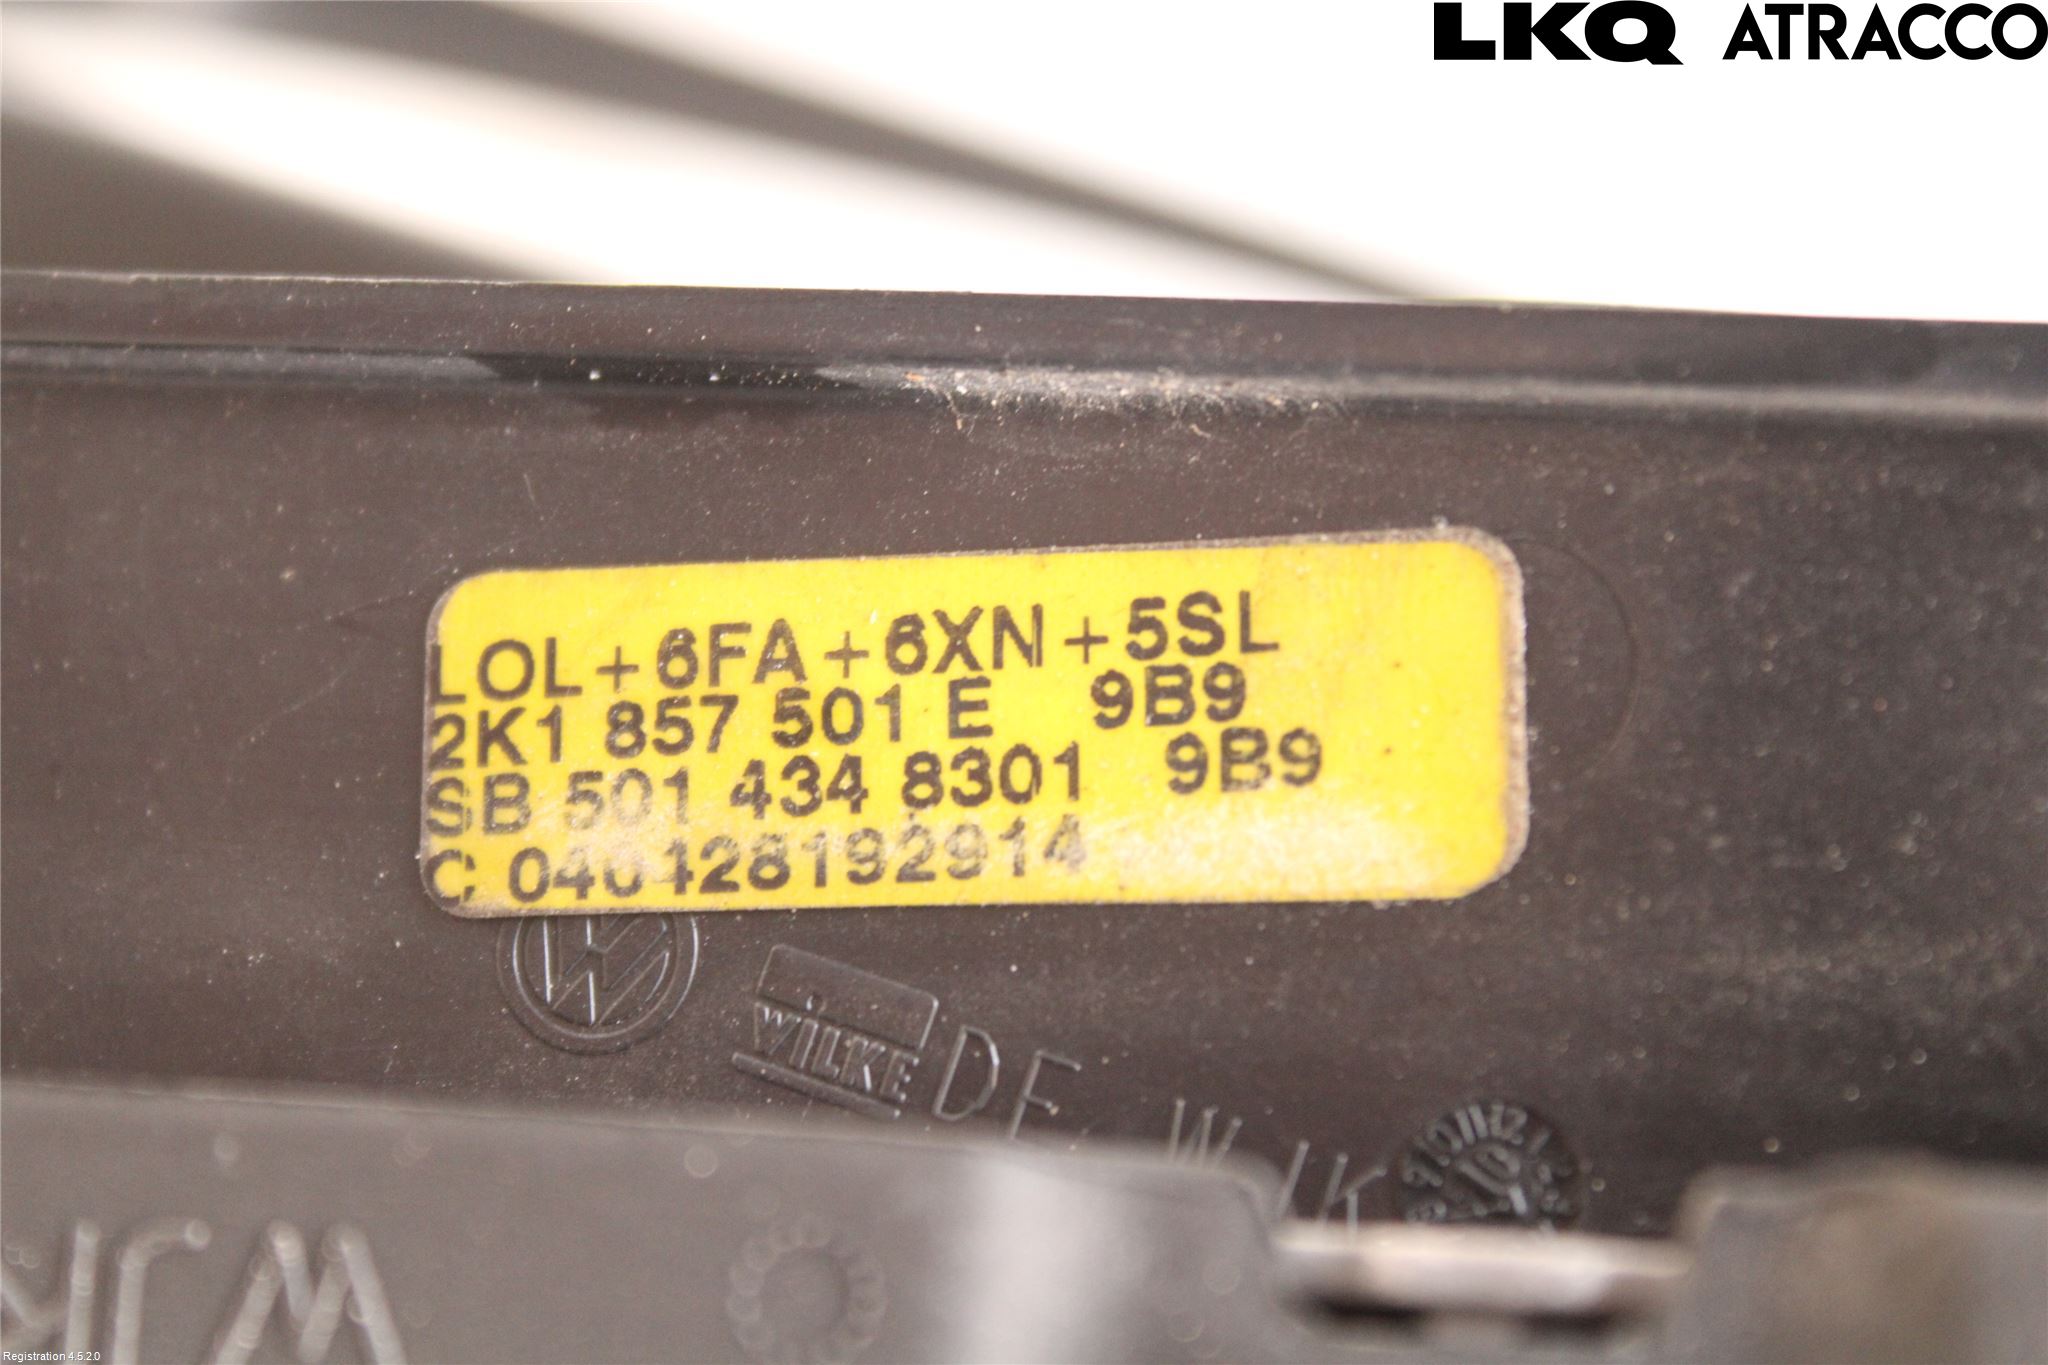 LKQ ATRACCO
LOL+6FA+6XN+5SL
2K1 857 501 E 9B9
SB 501 434 8301 9B9
C 040428192914
WiLKE DE
Registration 4.5.2.0